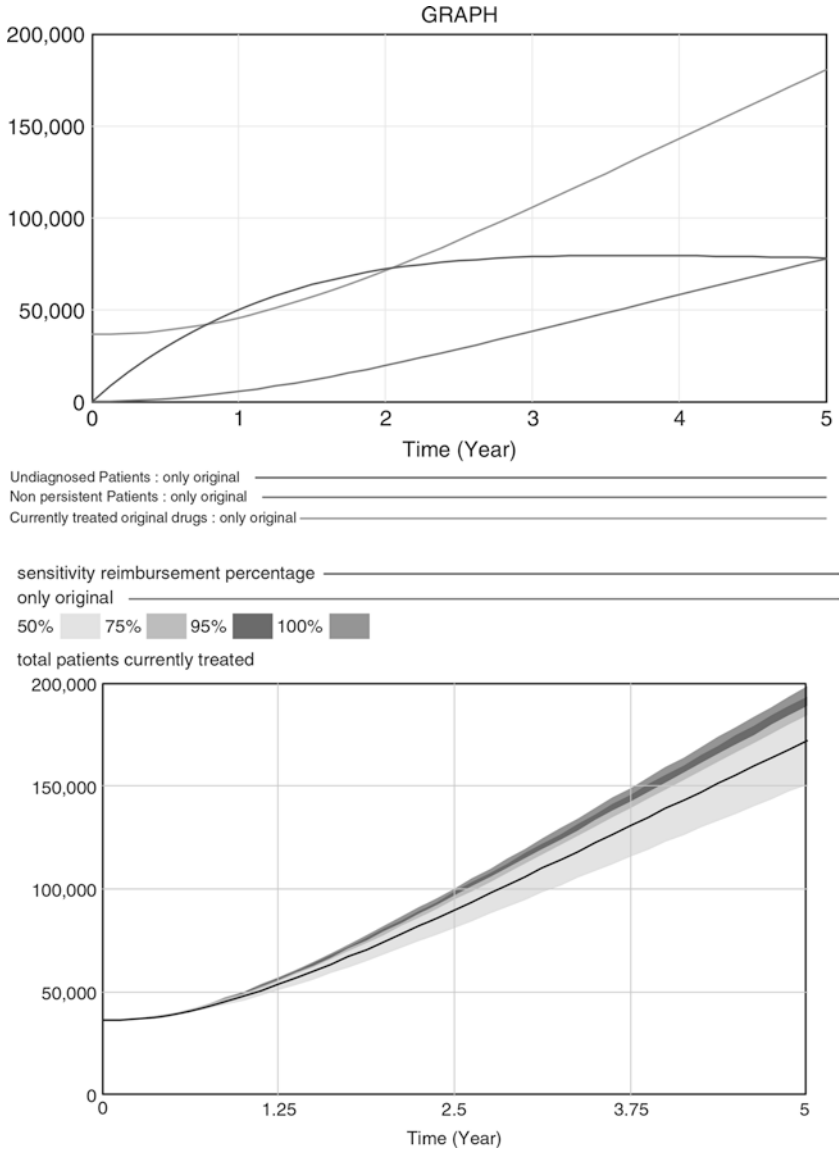 GRAPH
200,000
150,000
100,000
50,000
0
0 1 2 3 4 5
Time (Year)
Undiagnosed Patients : only original
Non persistent Patients : only original
Currently treated original drugs : only original
sensitivity reimbursement percentage
only original
50% 75% 95% 100%
total patients currently treated
200,000
150,000
100,000
50,000
0
0 1.25 2.5 3.75 5
Time (Year)